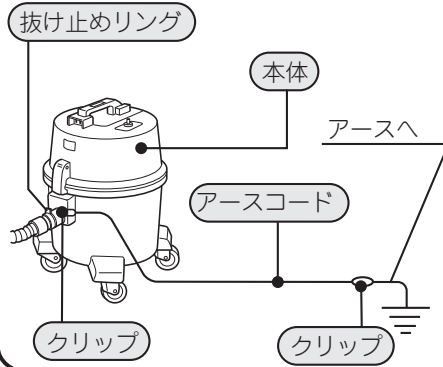 抜け止めリング
本体
アースへ
アースコード
クリップ
クリップ